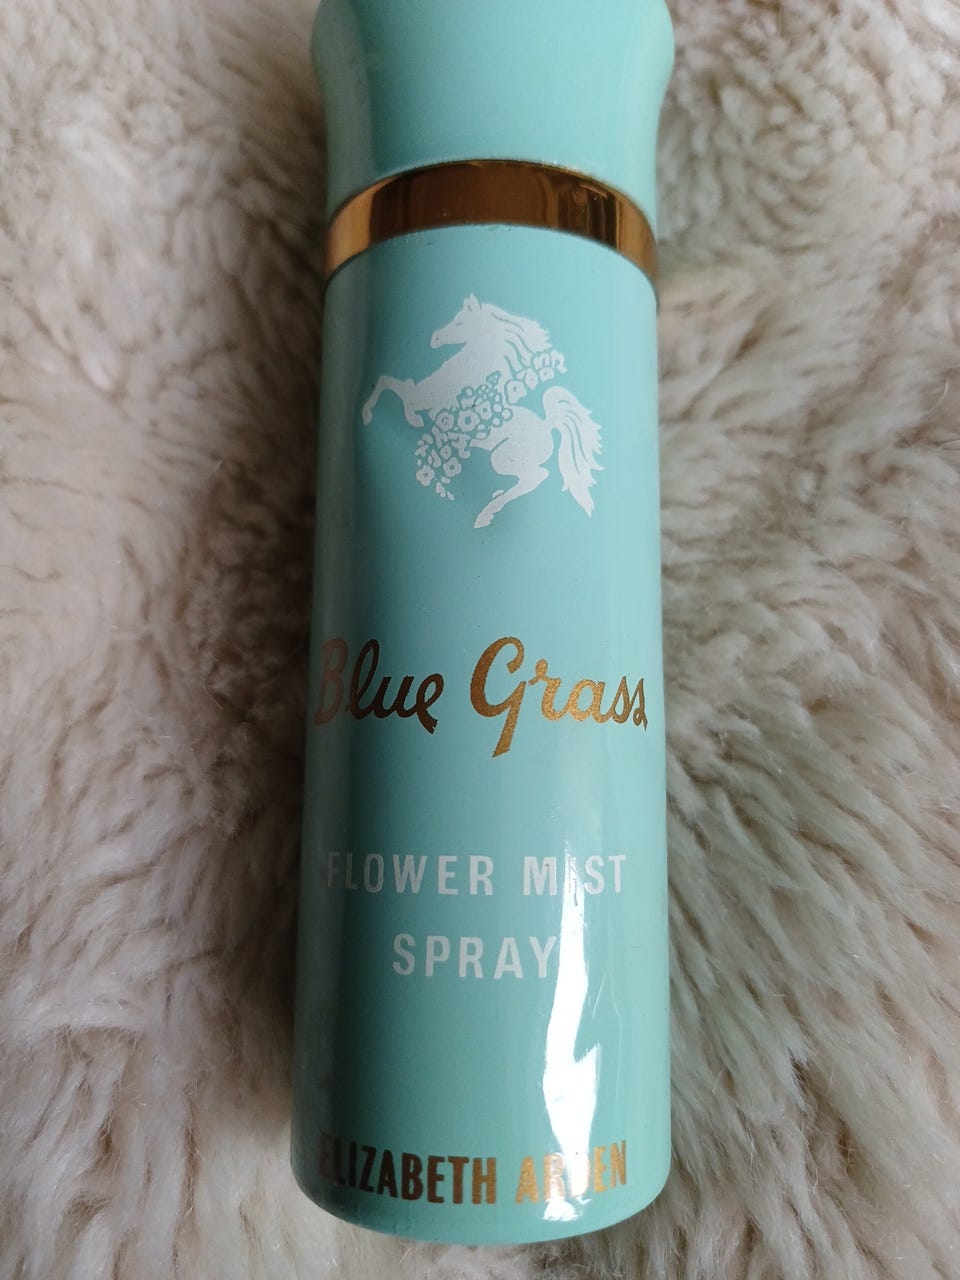 Blue Grass
FLOWER MIST
SPRAY
ELIZABETH ARDEN